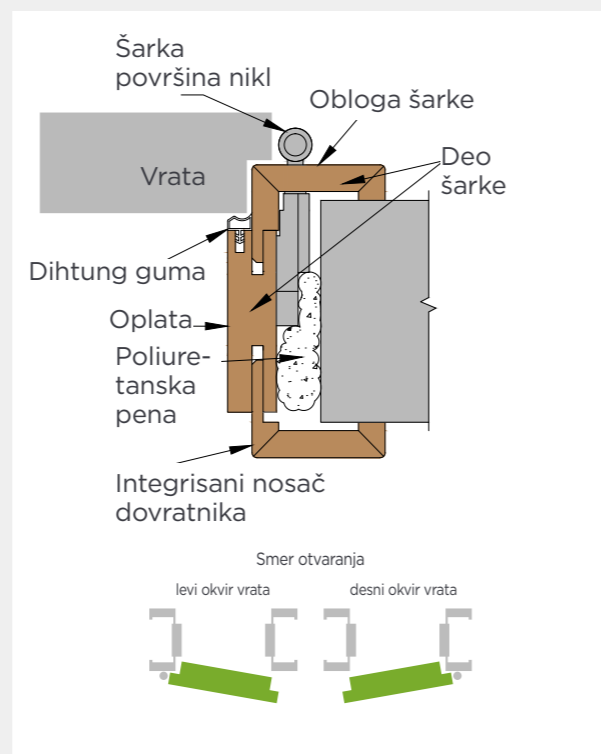 Šarka
površina nikl
Obloga šarke
Vrata
Deo
šarke
Dihtung guma
Oplata
Poliure-
tanska
pena
Integrisani nosač
dovratnika
Smer otvaranja
levi okvir vrata
desni okvir vrata